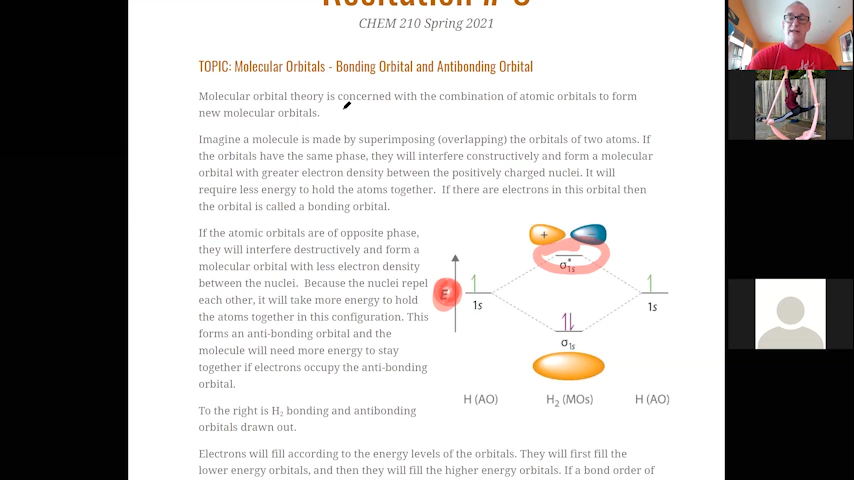 CHEM 210 Spring 2021
TOPIC: Molecular Orbitals - Bonding Orbital and Antibonding Orbital
Molecular orbital theory is concerned with the combination of atomic orbitals to form
new molecular orbitals.
Imagine a molecule is made by superimposing (overlapping) the orbitals of two atoms. If
the orbitals have the same phase, they will interfere constructively and form a molecular
orbital with greater electron density between the positively charged nuclei. It will
require less energy to hold the atoms together. If there are electrons in this orbital then
the orbital is called a bonding orbital.
If the atomic orbitals are of opposite phase,
they will interfere destructively and form a
molecular orbital with less electron density
between the nuclei. Because the nuclei repel
each other, it will take more energy to hold
the atoms together in this configuration. This
forms an anti-bonding orbital and the
molecule will need more energy to stay
together if electrons occupy the anti-bonding
orbital.
To the right is H₂ bonding and antibonding
orbitals drawn out.
+ −
σ*1s
E
1s 1s
σ1s
H (AO) H₂ (MOs) H (AO)
Electrons will fill according to the energy levels of the orbitals. They will first fill the
lower energy orbitals, and then they will fill the higher energy orbitals. If a bond order of